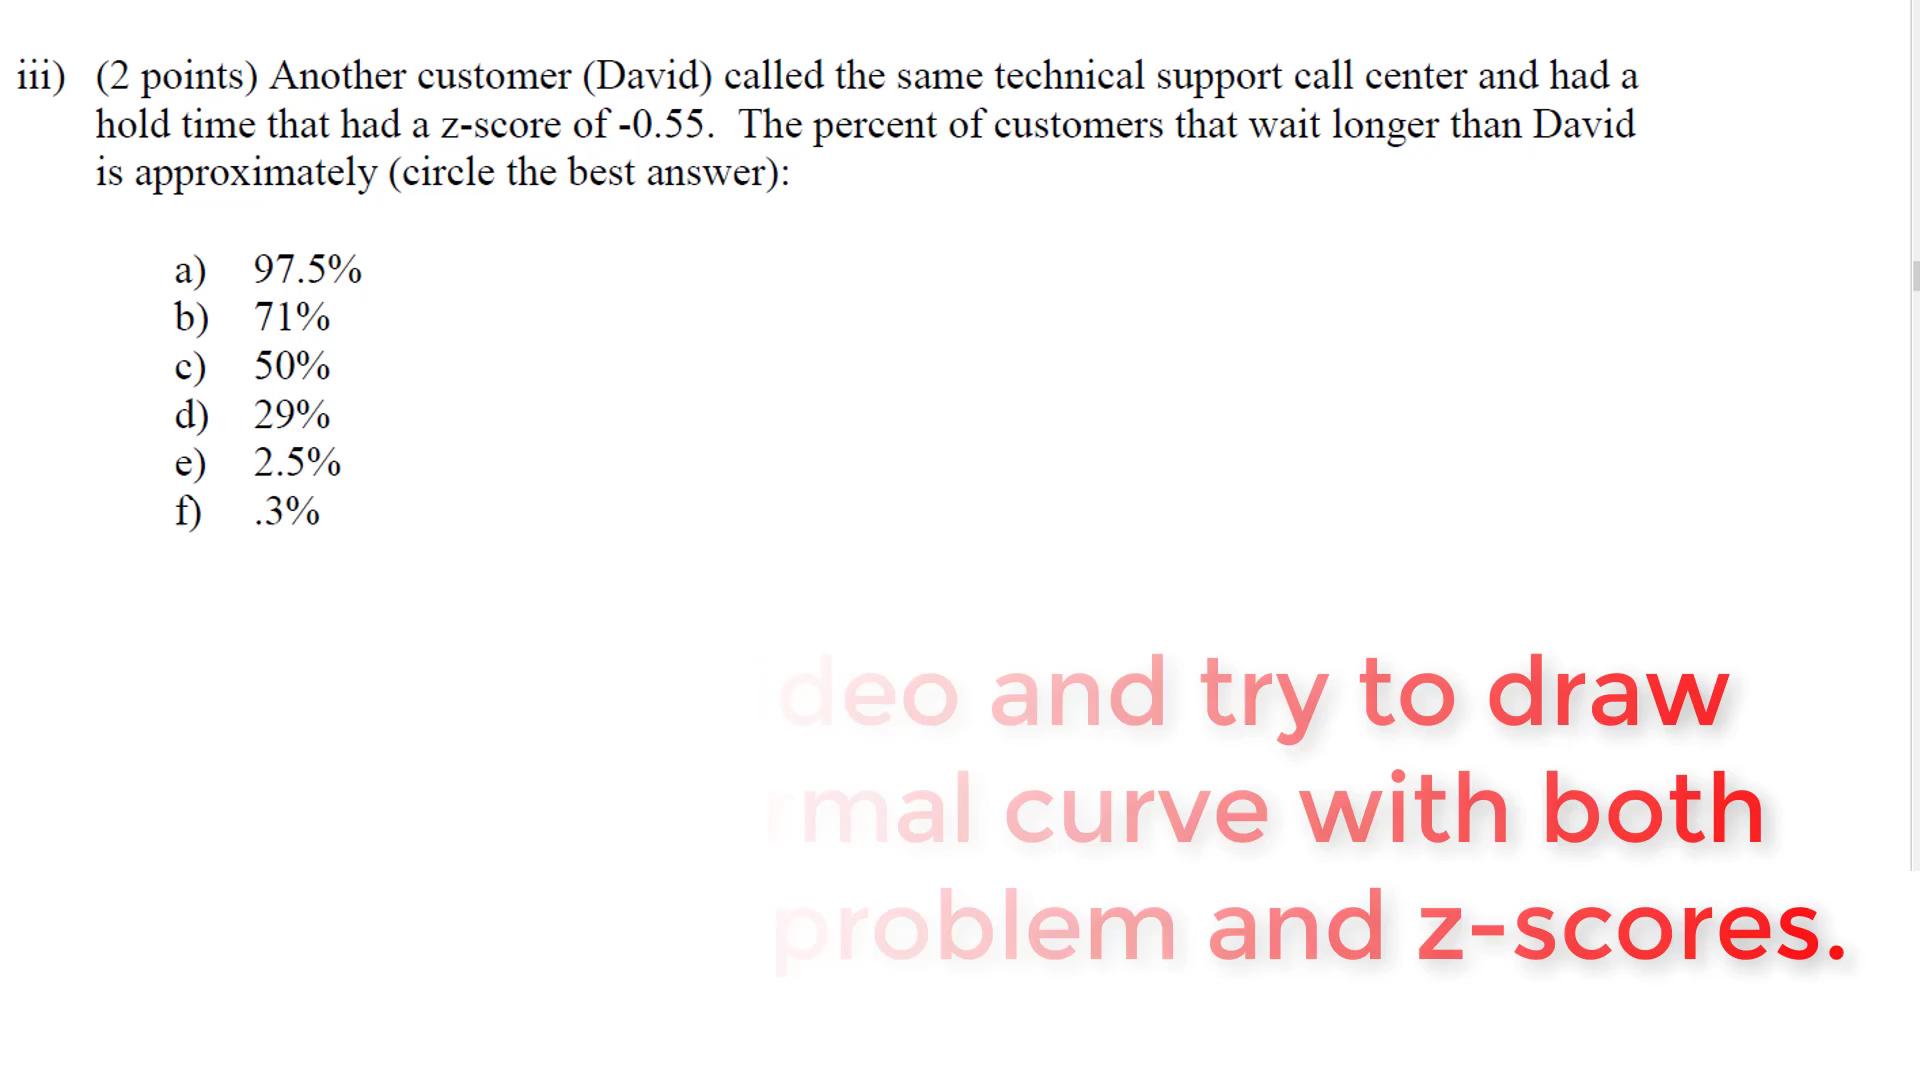 iii) (2 points) Another customer (David) called the same technical support call center and had a
hold time that had a z-score of -0.55. The percent of customers that wait longer than David
is approximately (circle the best answer):
a) 97.5%
b) 71%
c) 50%
d) 29%
e) 2.5%
f) .3%
and try to draw
curve with both
problem and z-scores.